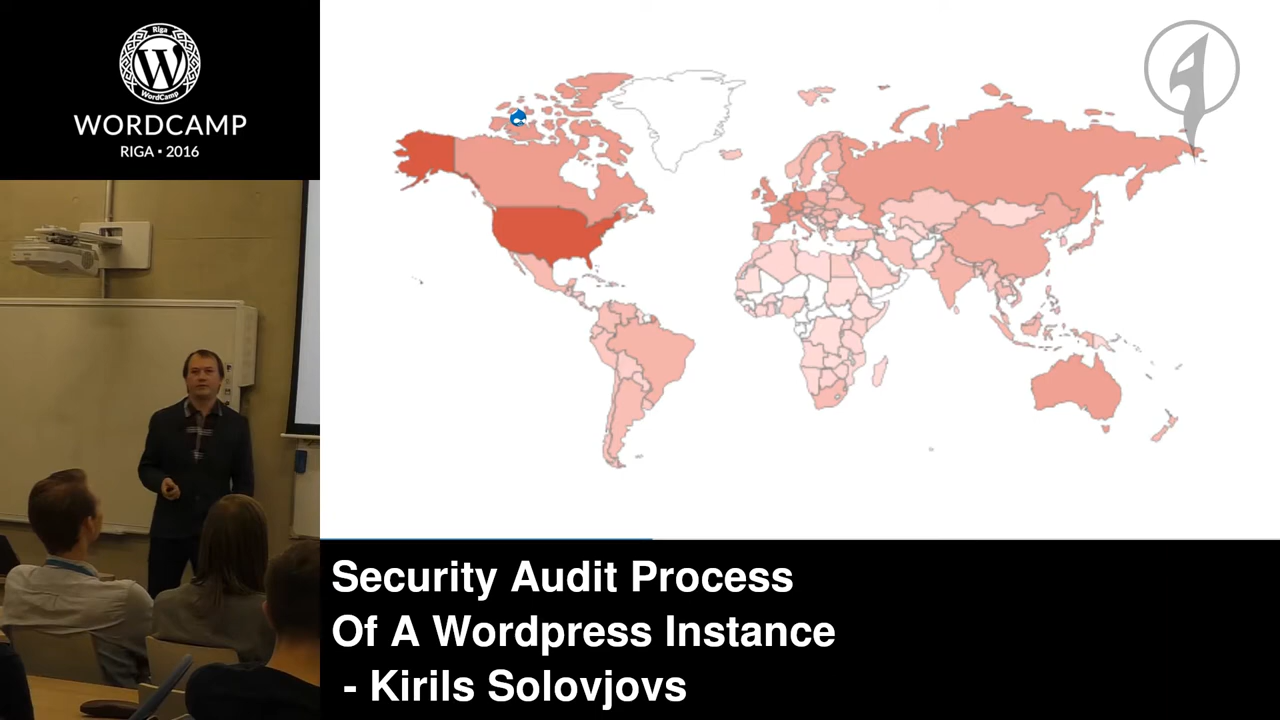 Riga
W
WordCamp
WORDCAMP
RIGA • 2016
Security Audit Process
Of A Wordpress Instance
- Kirils Solovjovs